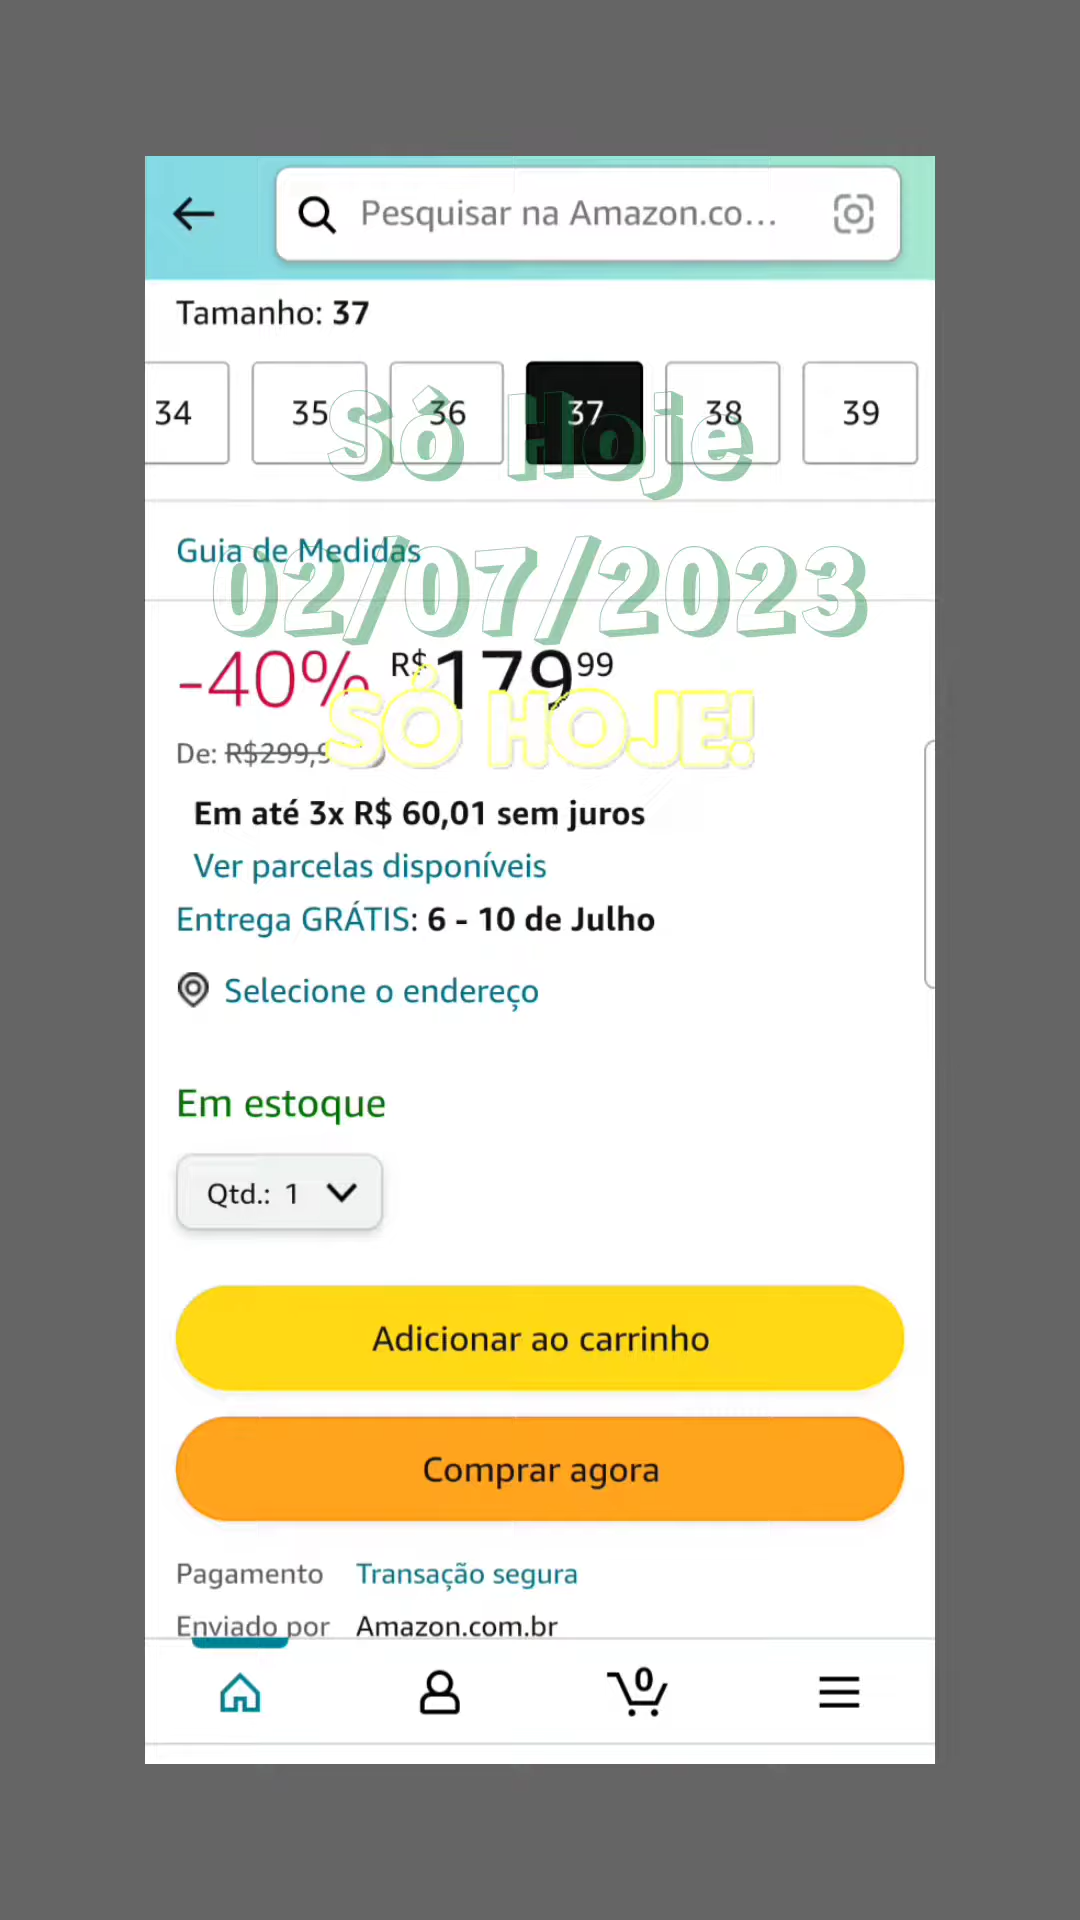 Pesquisar na Amazon.co...
Tamanho: 37
34 35 36 37 38 39
Só Hoje
Guia de Medidas
02/07/2023
-40% R$179 99
SÓ HOJE!
De: R$299,9
Em até 3x R$ 60,01 sem juros
Ver parcelas disponíveis
Entrega GRÁTIS: 6 - 10 de Julho
Selecione o endereço
Em estoque
Qtd.: 1
Adicionar ao carrinho
Comprar agora
Pagamento Transação segura
Enviado por Amazon.com.br
0